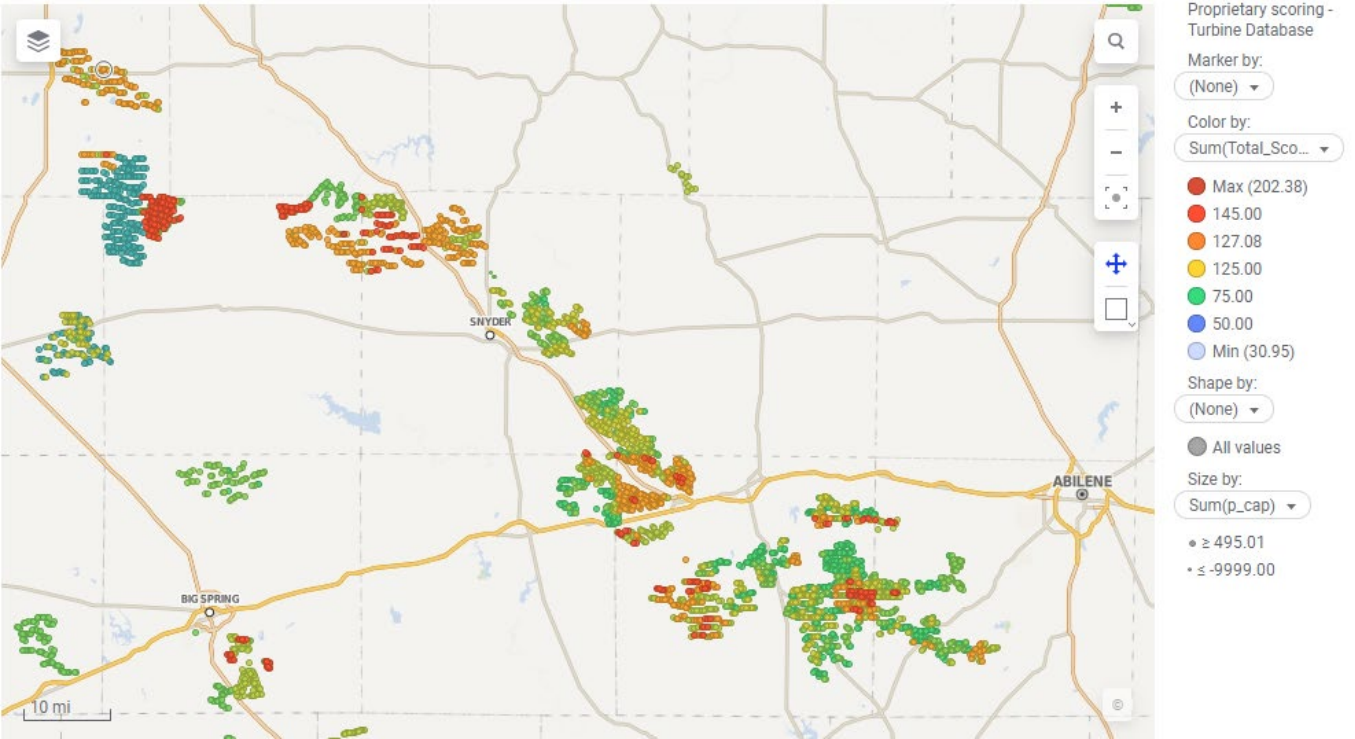 Proprietary scoring -
Turbine Database
Marker by:
(None)
Color by:
Sum(Total_Sco...
Max (202.38)
145.00
127.08
125.00
75.00
50.00
Min (30.95)
Shape by:
(None)
All values
Size by:
Sum(p_cap)
≥ 495.01
≤ -9999.00
SNYDER
ABILENE
BIG SPRING
10 mi
©